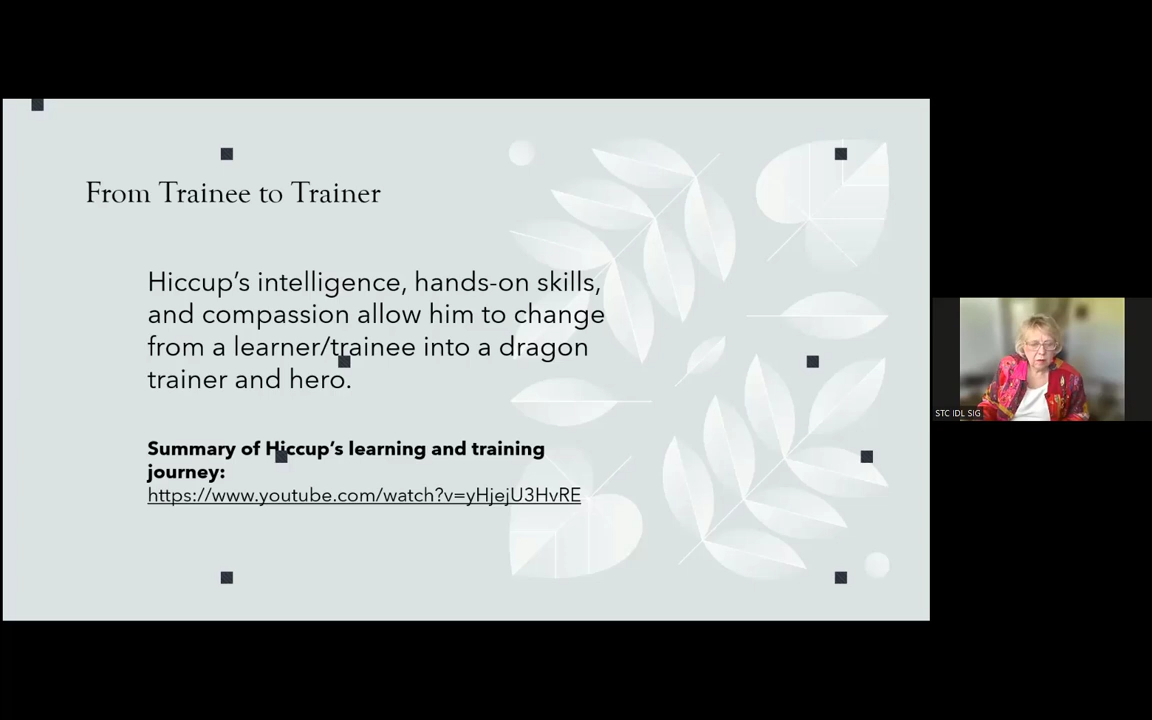 From Trainee to Trainer
Hiccup’s intelligence, hands-on skills,
and compassion allow him to change
from a learner/trainee into a dragon
trainer and hero.
Summary of Hiccup’s learning and training
journey:
https://www.youtube.com/watch?v=yHjejU3HvRE
STC IDL SIG